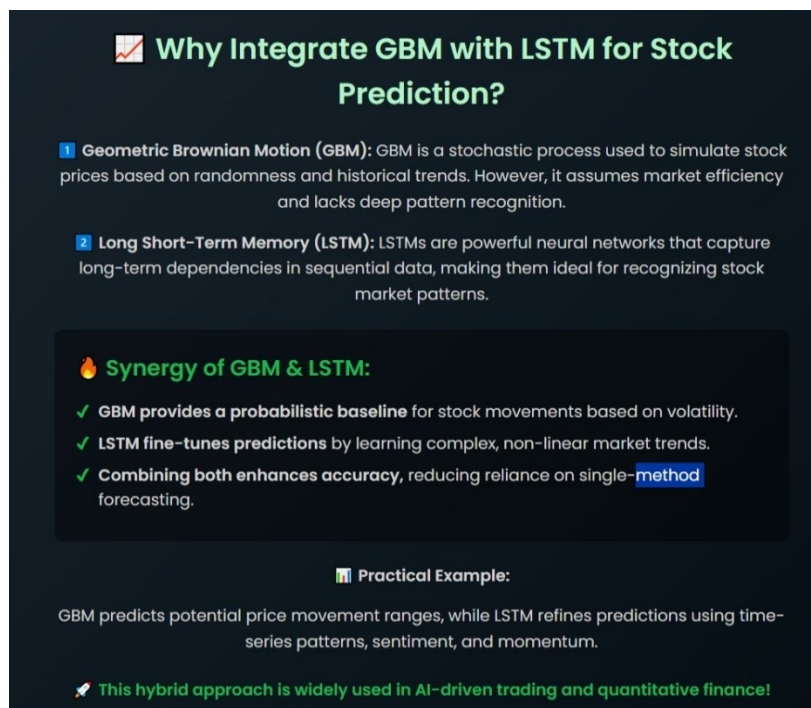 📈 Why Integrate GBM with LSTM for Stock
Prediction?
1️⃣ Geometric Brownian Motion (GBM): GBM is a stochastic process used to simulate stock
prices based on randomness and historical trends. However, it assumes market efficiency
and lacks deep pattern recognition.
2️⃣ Long Short-Term Memory (LSTM): LSTMs are powerful neural networks that capture
long-term dependencies in sequential data, making them ideal for recognizing stock
market patterns.
🔥 Synergy of GBM & LSTM:
✓ GBM provides a probabilistic baseline for stock movements based on volatility.
✓ LSTM fine-tunes predictions by learning complex, non-linear market trends.
✓ Combining both enhances accuracy, reducing reliance on single-method
forecasting.
📊 Practical Example:
GBM predicts potential price movement ranges, while LSTM refines predictions using time-
series patterns, sentiment, and momentum.
🚀 This hybrid approach is widely used in AI-driven trading and quantitative finance!